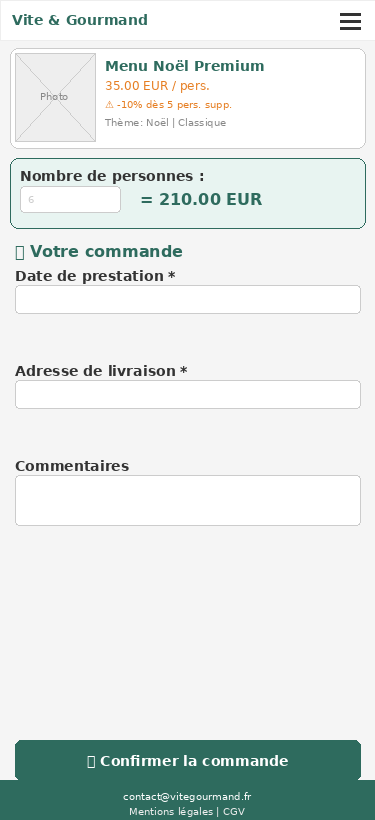 Vite & Gourmand
Photo
Menu Noël Premium
35.00 EUR / pers.
⚠ -10% dès 5 pers. supp.
Thème: Noël | Classique
Nombre de personnes :
6
= 210.00 EUR
Votre commande
Date de prestation *
Adresse de livraison *
Commentaires
Confirmer la commande
contact@vitegourmand.fr
Mentions légales | CGV